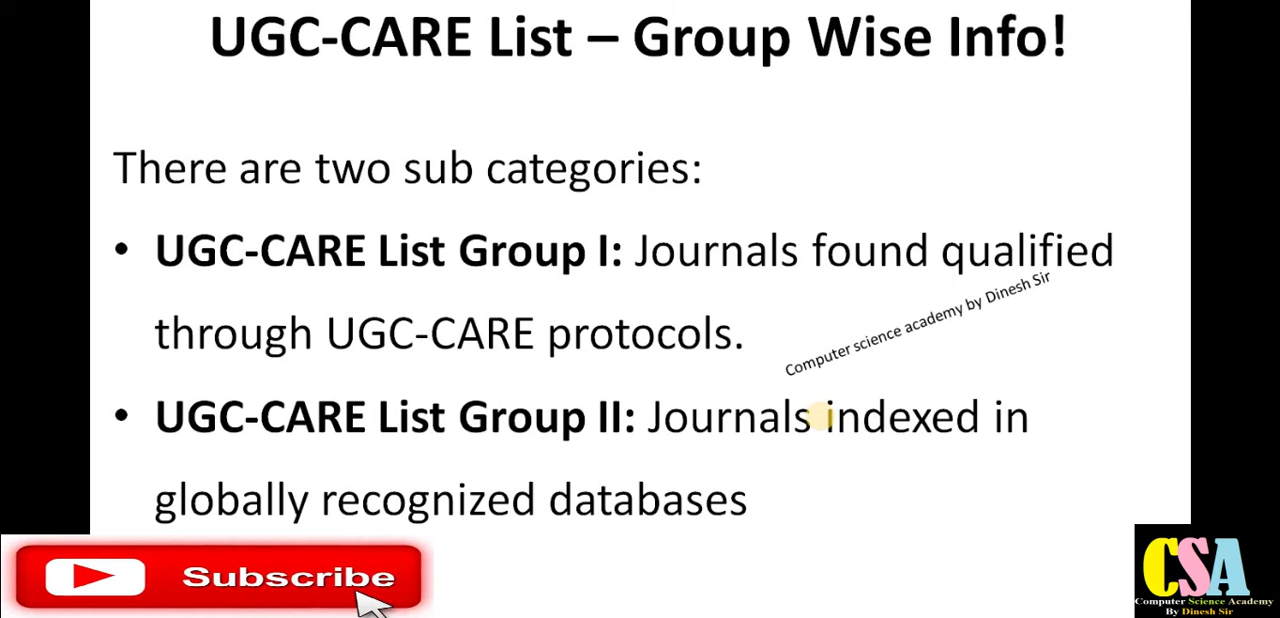 UGC-CARE List – Group Wise Info!
There are two sub categories:
• UGC-CARE List Group I: Journals found qualified
through UGC-CARE protocols.
Computer science academy by Dinesh Sir
• UGC-CARE List Group II: Journals indexed in
globally recognized databases
Subscribe
CSA
Computer Science Academy
By Dinesh Sir